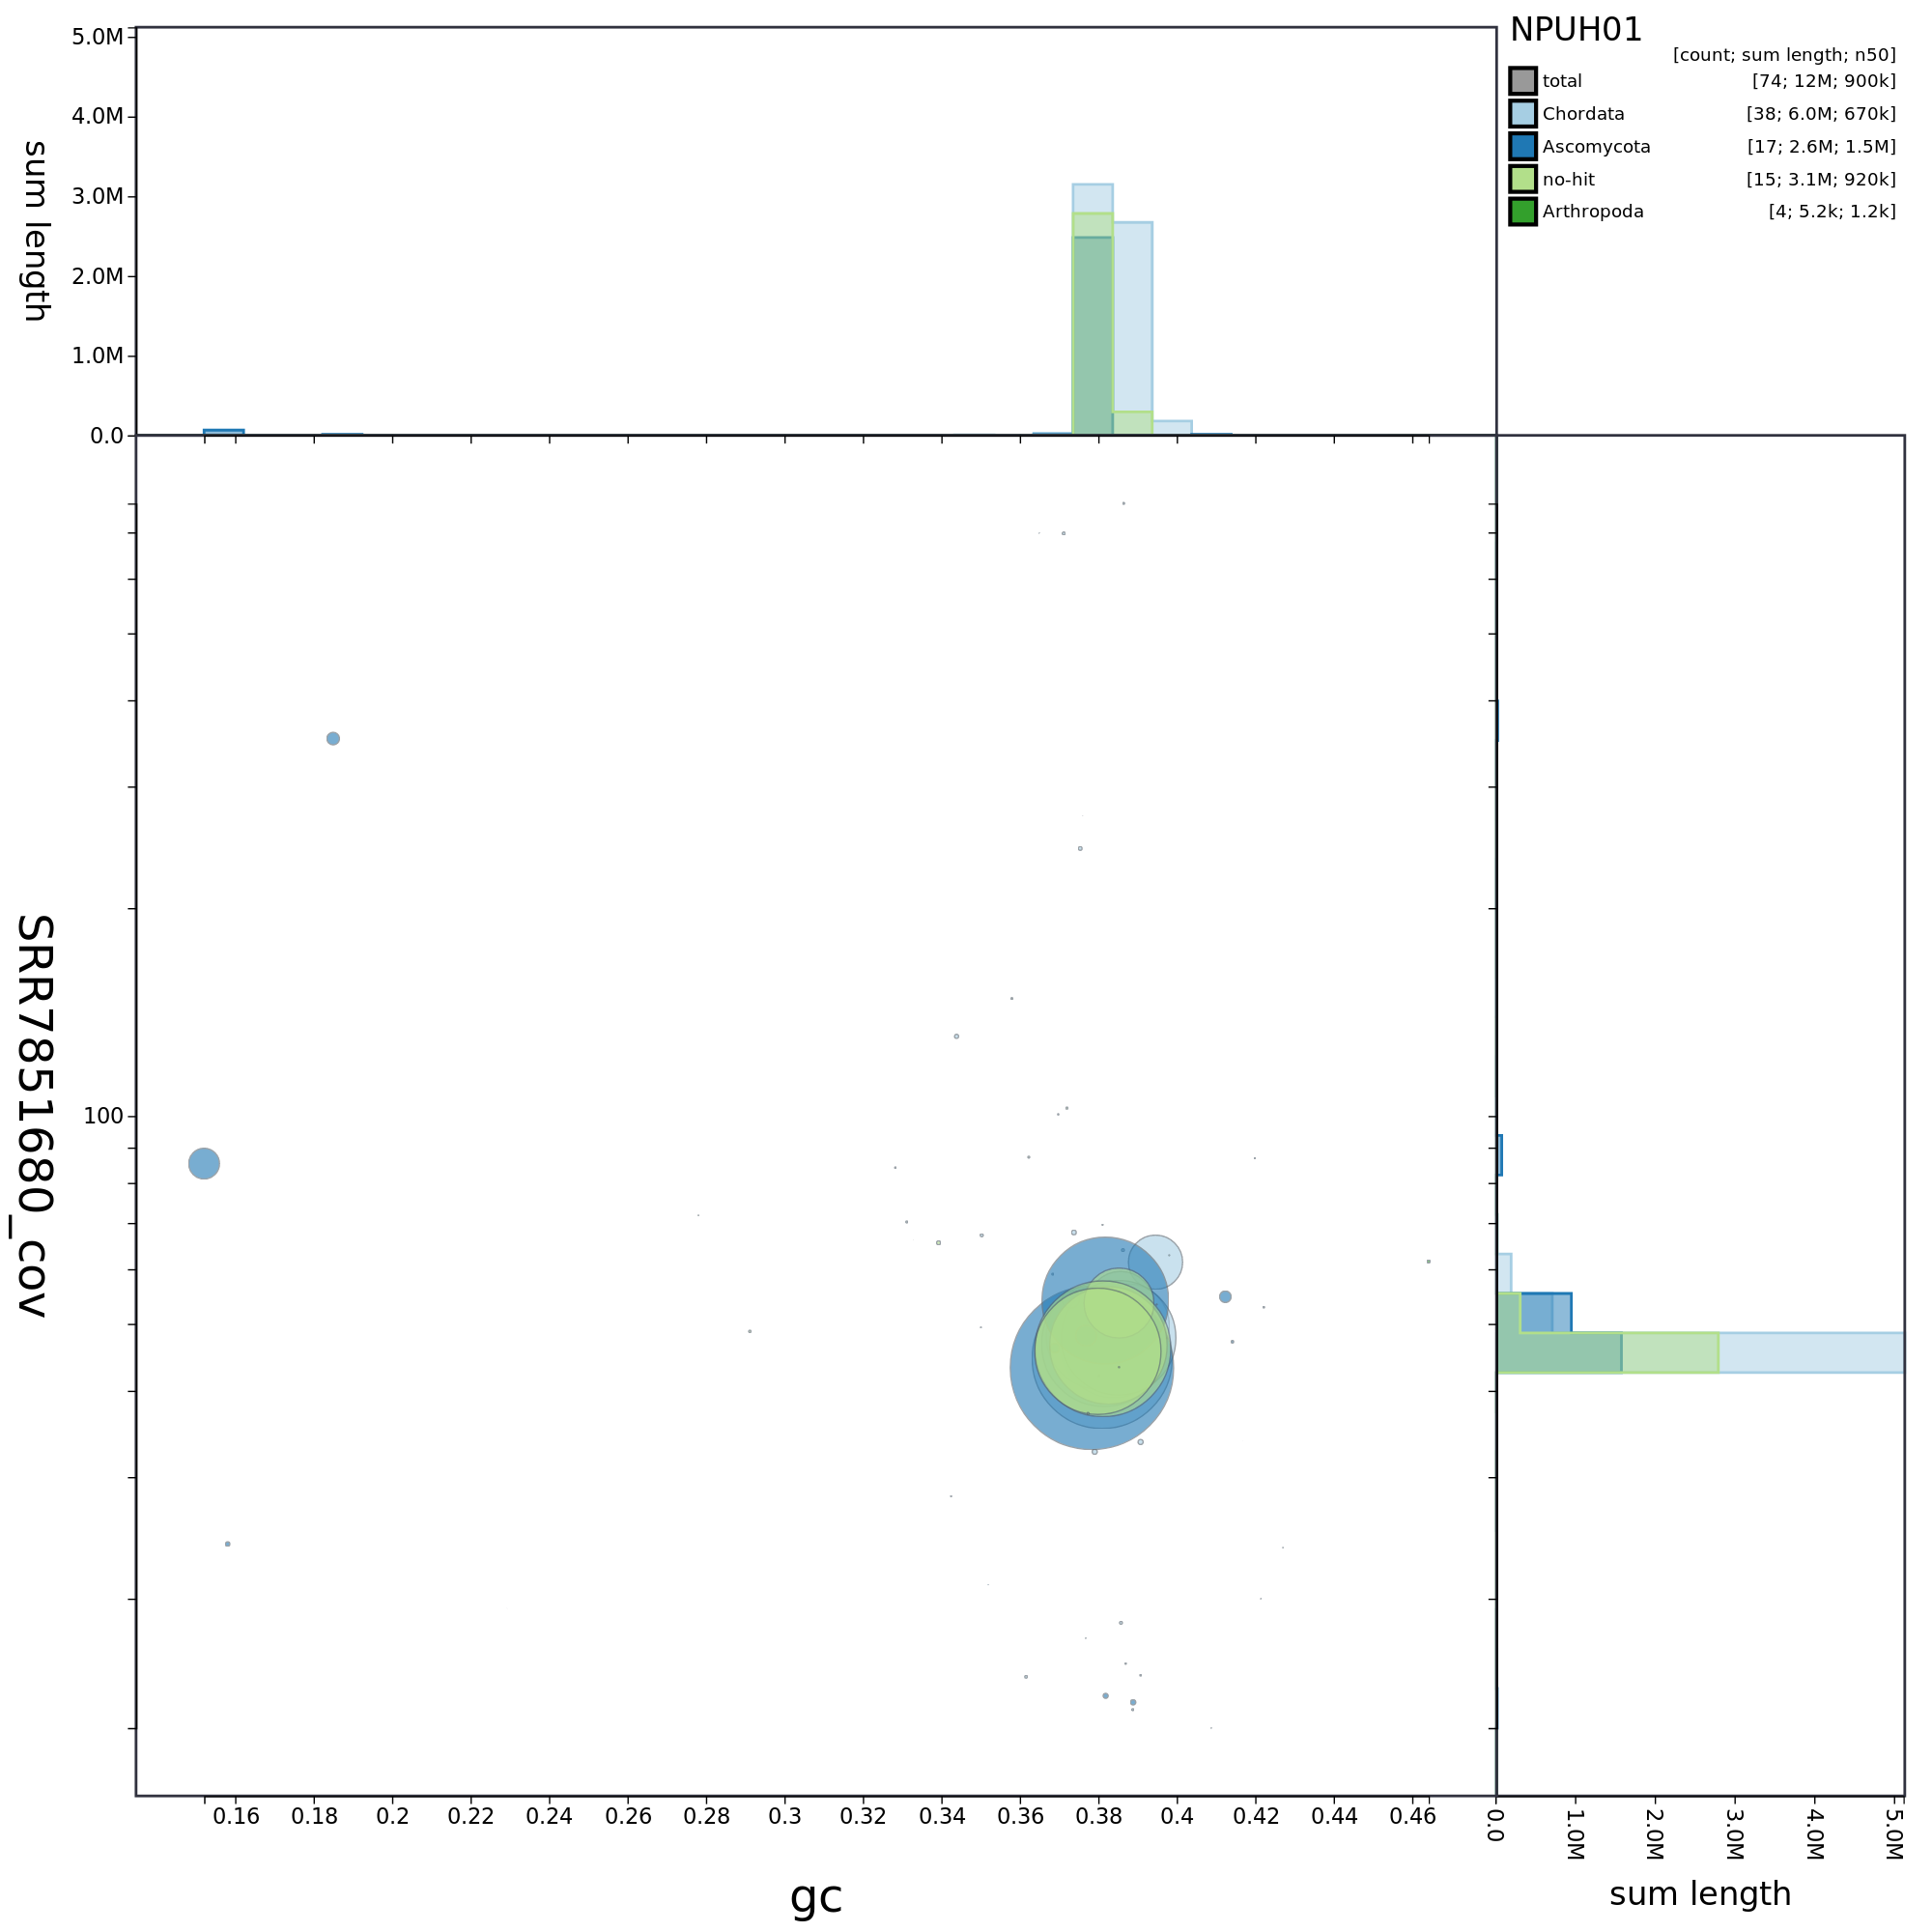 NPUH01
[count; sum length; n50]
total [74; 12M; 900k]
Chordata [38; 6.0M; 670k]
Ascomycota [17; 2.6M; 1.5M]
no-hit [15; 3.1M; 920k]
Arthropoda [4; 5.2k; 1.2k]
sum length
5.0M
4.0M
3.0M
2.0M
1.0M
0.0
SRR7851680_cov
100
0.16 0.18 0.2 0.22 0.24 0.26 0.28 0.3 0.32 0.34 0.36 0.38 0.4 0.42 0.44 0.46
gc
0.0 1.0M 2.0M 3.0M 4.0M 5.0M
sum length